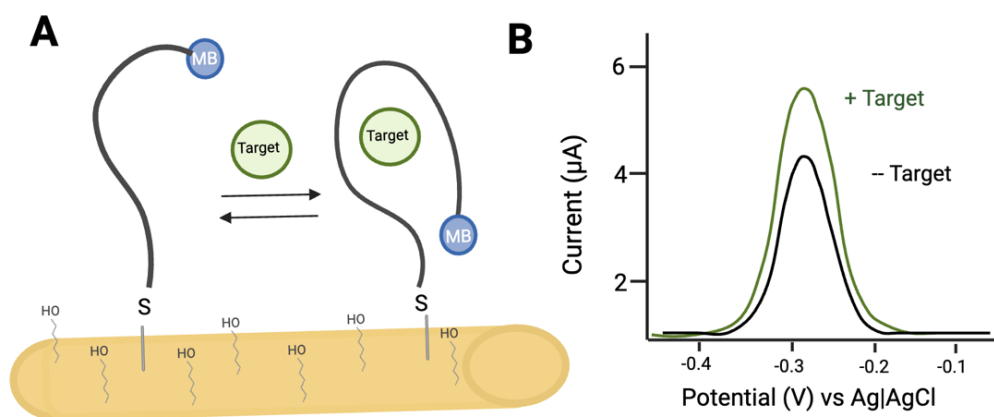 A
MB
Target
Target
MB
S
S
HO
HO
HO
HO
HO
HO
HO
B
6
4
2
Current (μA)
+ Target
-- Target
-0.4
-0.3
-0.2
-0.1
Potential (V) vs Ag|AgCl